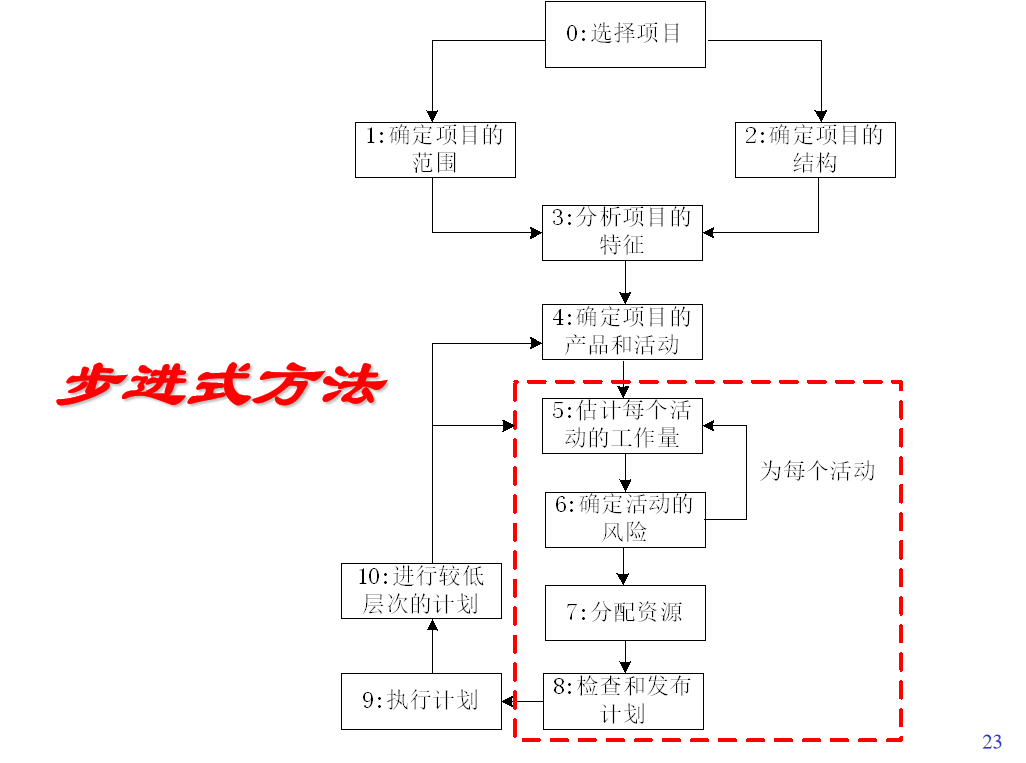 0:选择项目
1:确定项目的
范围
2:确定项目的
结构
3:分析项目的
特征
4:确定项目的
产品和活动
步进式方法
5:估计每个活
动的工作量
为每个活动
6:确定活动的
风险
10:进行较低
层次的计划
7:分配资源
9:执行计划
8:检查和发布
计划
23